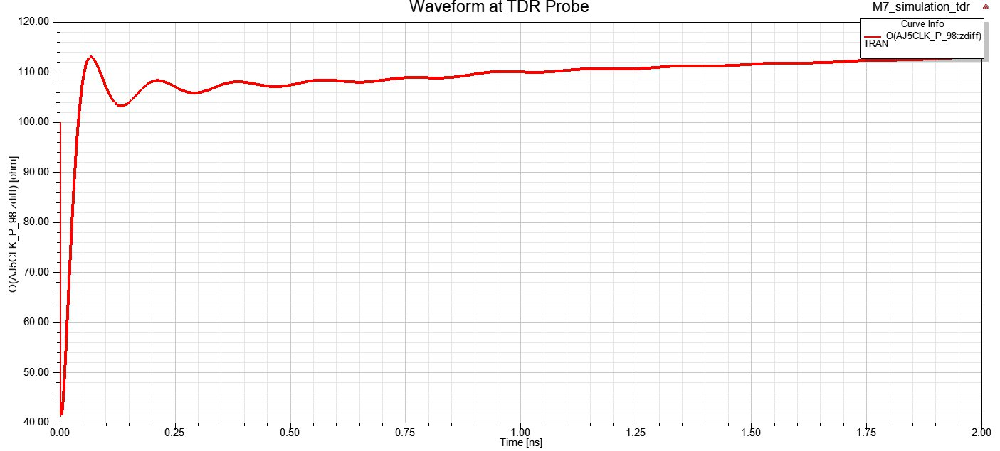 Waveform at TDR Probe
M7_simulation_tdr
Curve Info
O(AJ5CLK_P_98:zdiff)
TRAN
120.00
110.00
100.00
90.00
80.00
70.00
60.00
50.00
40.00
O(AJ5CLK_P_98:zdiff) [ohm]
0.00 0.25 0.50 0.75 1.00 1.25 1.50 1.75 2.00
Time [ns]